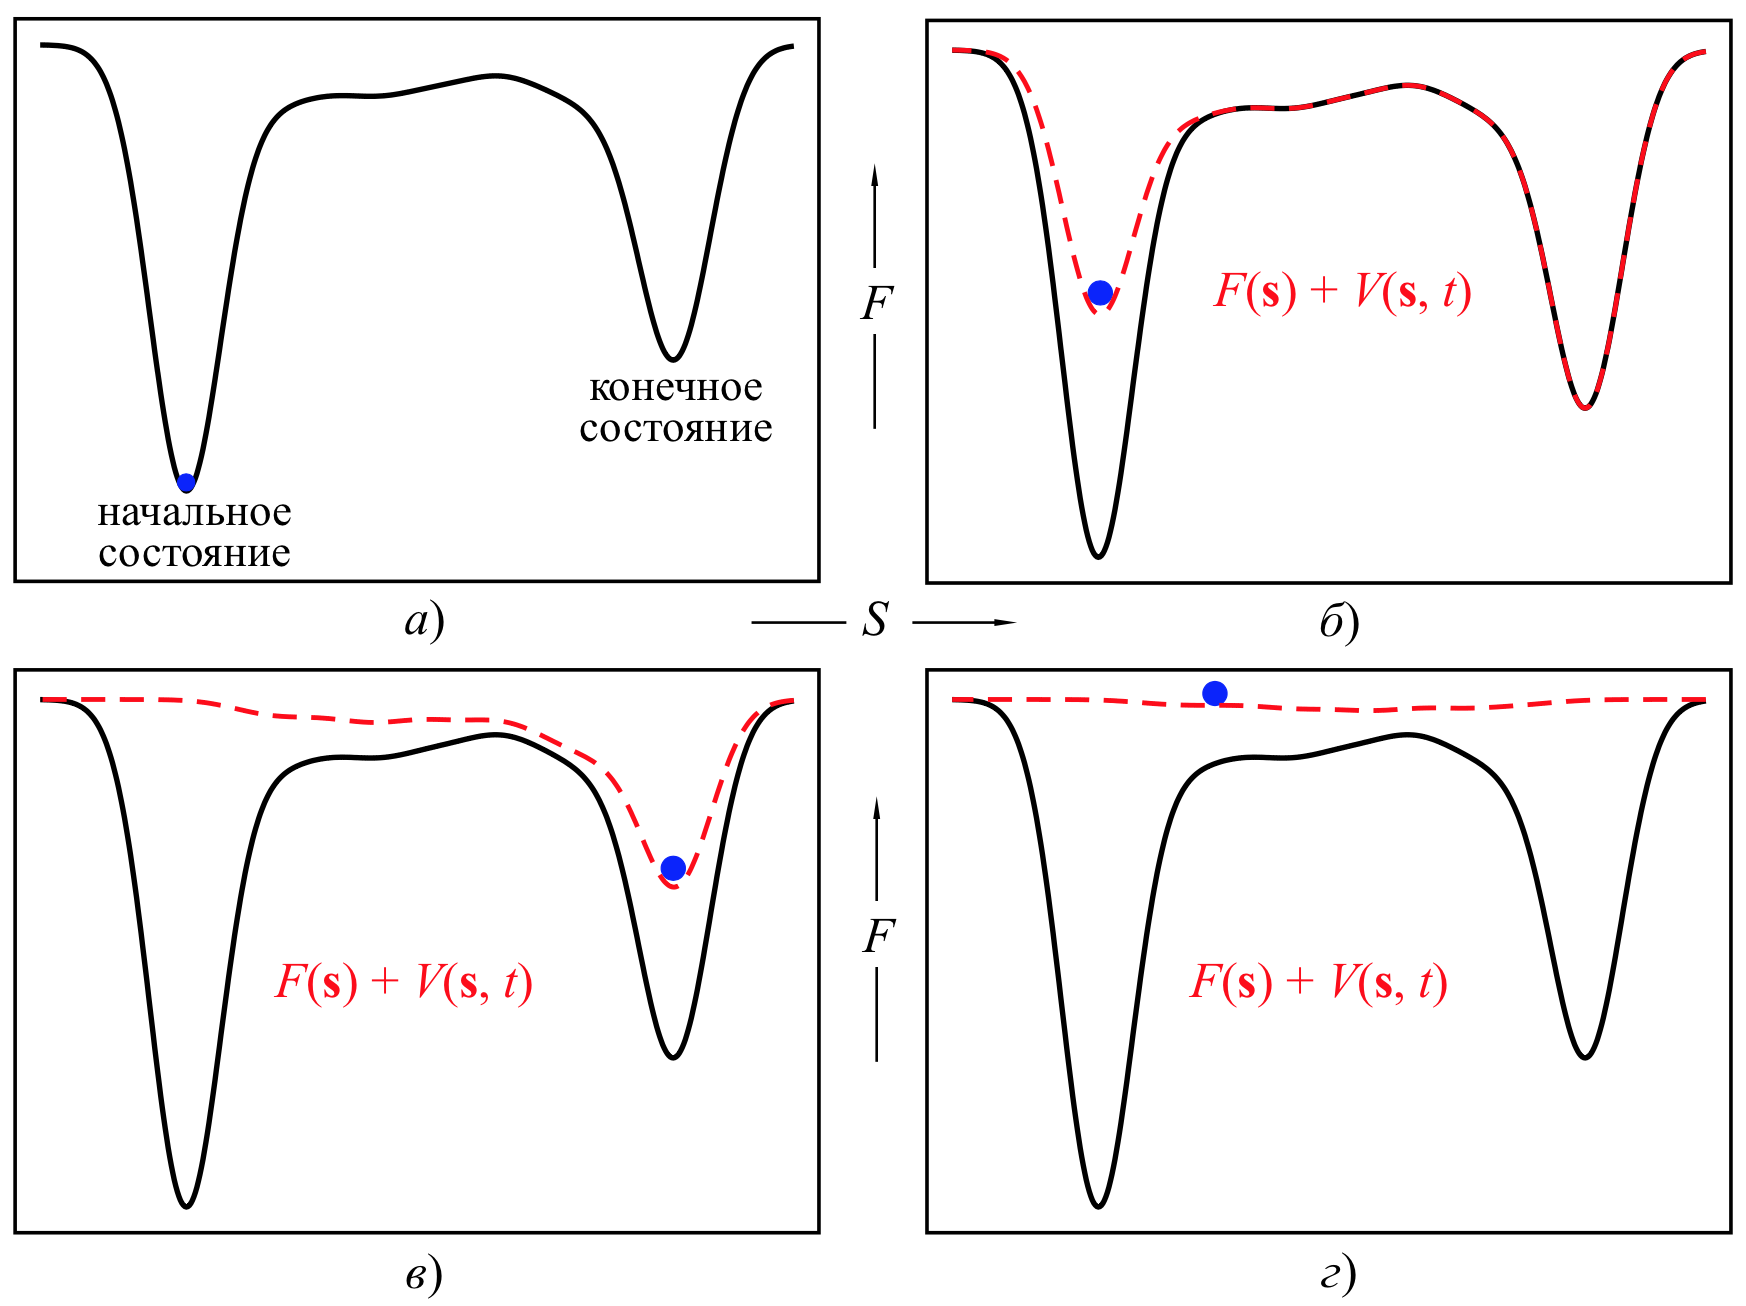 начальное
состояние
конечное
состояние
а)
F
F(s) + V(s, t)
б)
S
F(s) + V(s, t)
в)
F
F(s) + V(s, t)
г)